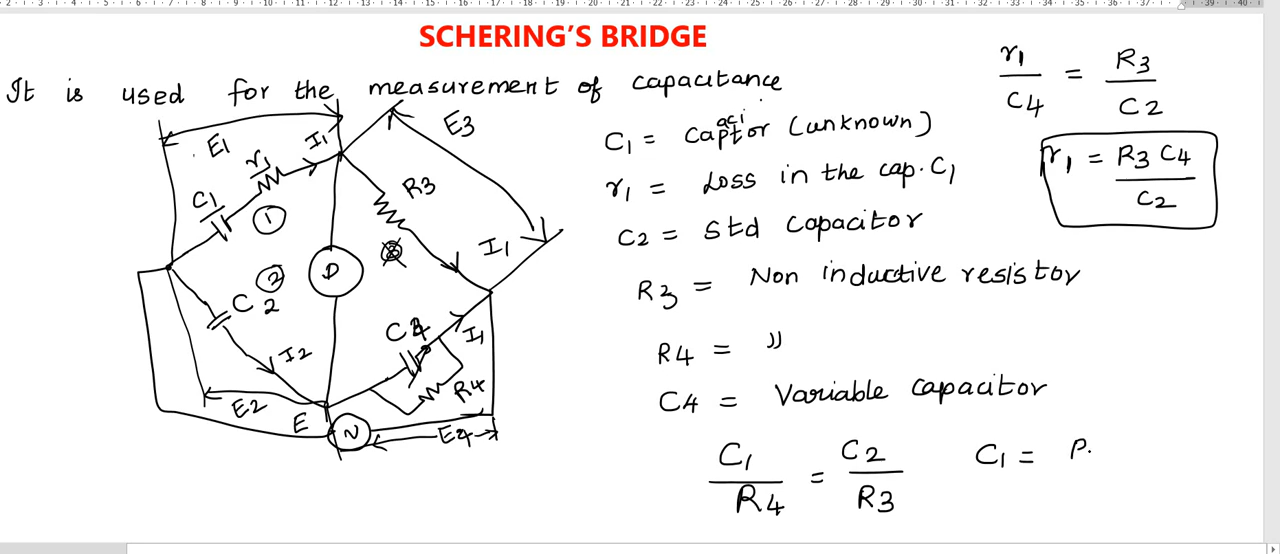 SCHERING'S BRIDGE
It is used for the measurement of capacitance
E1
I1
E3
r1
C1
1
R3
I1
D
2
C2
I2
C4
I1
R4
E2
E
N
E4
C1 = Capacitor (unknown)
r1 = Loss in the cap. C1
C2 = Std capacitor
R3 = Non inductive resistor
R4 = "
C4 = Variable capacitor
C1/R4 = C2/R3
C1 = P.
r1/C4 = R3/C2
r1 = R3 C4/C2